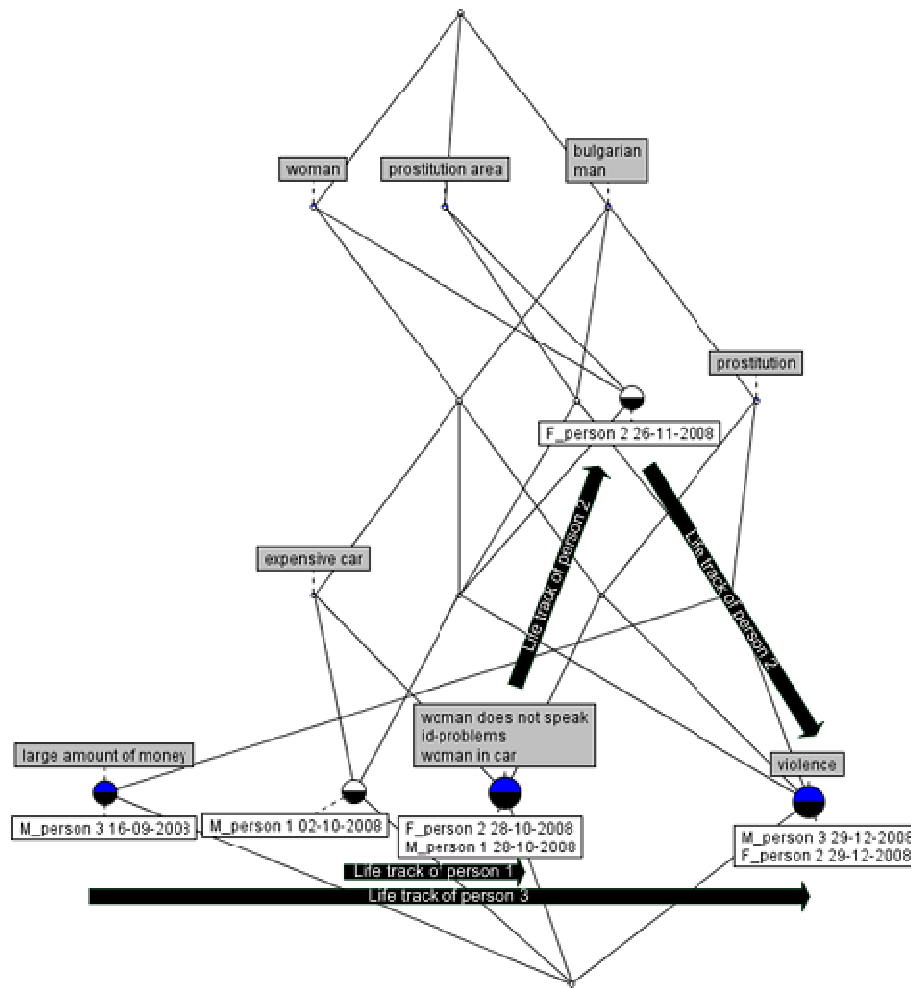 woman
prostitution area
bulgarian
man
prostitution
F_person 2 26-11-2008
Life track of person 2
Life track of person 2
expensive car
woman does not speak
id-problems
woman in car
large amount of money
violence
M_person 3 16-09-2008
M_person 1 02-10-2008
F_person 2 28-10-2008
M_person 1 28-10-2008
M_person 3 29-12-2008
F_person 2 29-12-2008
Life track of person 1
Life track of person 3